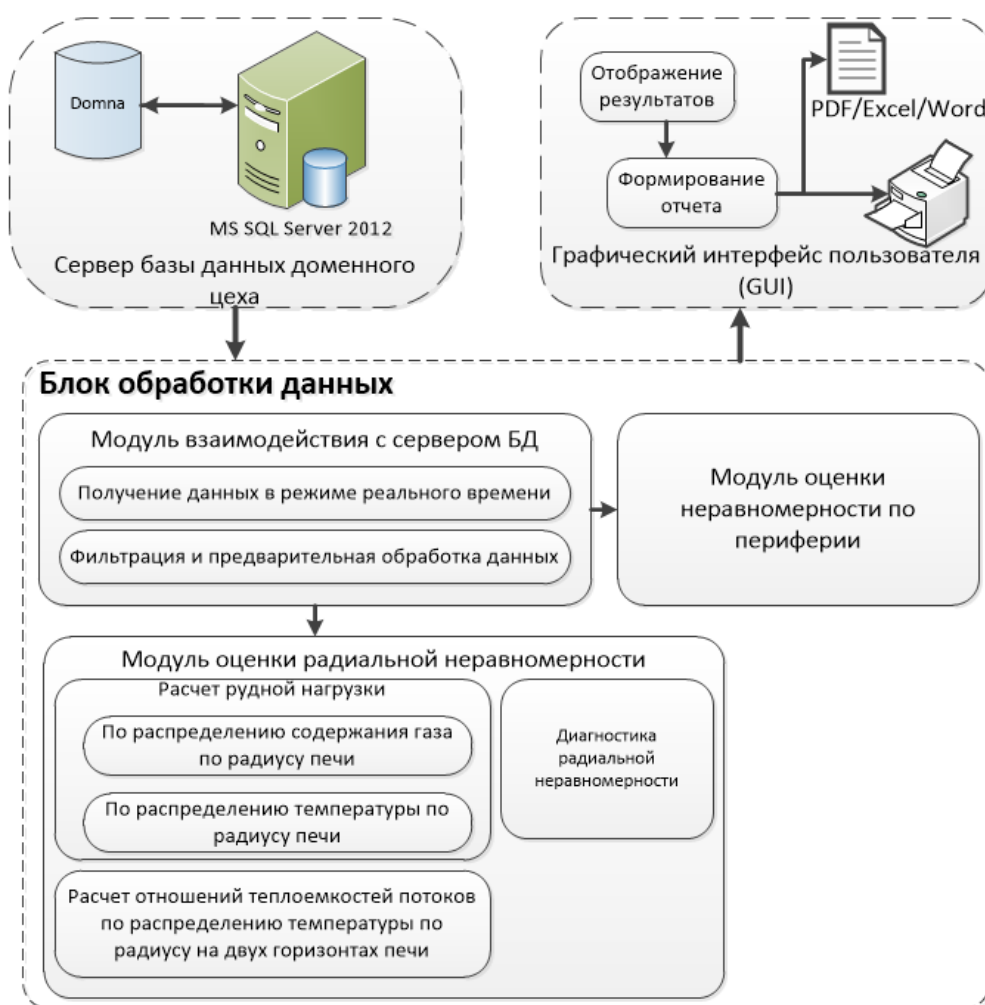 Domna
MS SQL Server 2012
Сервер базы данных доменного
цеха
Отображение
результатов
PDF/Excel/Word
Формирование
отчета
Графический интерфейс пользователя
(GUI)
Блок обработки данных
Модуль взаимодействия с сервером БД
Получение данных в режиме реального времени
Фильтрация и предварительная обработка данных
Модуль оценки
неравномерности по
периферии
Модуль оценки радиальной неравномерности
Расчет рудной нагрузки
По распределению содержания газа
по радиусу печи
По распределению температуры по
радиусу печи
Диагностика
радиальной
неравномерности
Расчет отношений теплоемкостей потоков
по распределению температуры по
радиусу на двух горизонтах печи